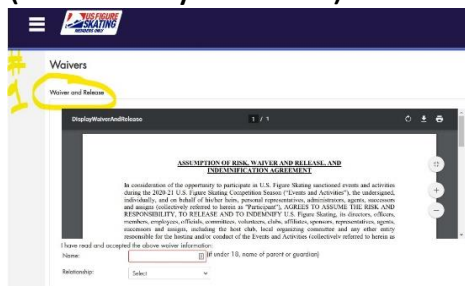 US FIGURE
SKATING
MEMBERS ONLY
Waivers
#1
Waiver and Release
DisplayWaiverAndRelease
1 / 1
ASSUMPTION OF RISK, WAIVER AND RELEASE, AND
INDEMNIFICATION AGREEMENT
In consideration of the opportunity to participate in U.S. Figure Skating sanctioned events and activities
during the 2020-21 U.S. Figure Skating Competition Season ("Events and Activities"), the undersigned,
individually, and on behalf of his/her heirs, personal representatives, administrators, agents, successors
and assigns (collectively referred to herein as "Participant"), AGREES TO ASSUME THE RISK AND
RESPONSIBILITY, TO RELEASE AND TO INDEMNIFY U.S. Figure Skating, its directors, officers,
members, employees, officials, committees, volunteers, clubs, affiliates, sponsors, representatives, agents,
successors and assigns, including the host club, local organizing committee and any other entity
responsible for the hosting and/or conduct of the Events and Activities (collectively referred to herein as
I have read and accepted the above waiver information:
Name: (if under 18, name of parent or guardian)
Relationship: Select